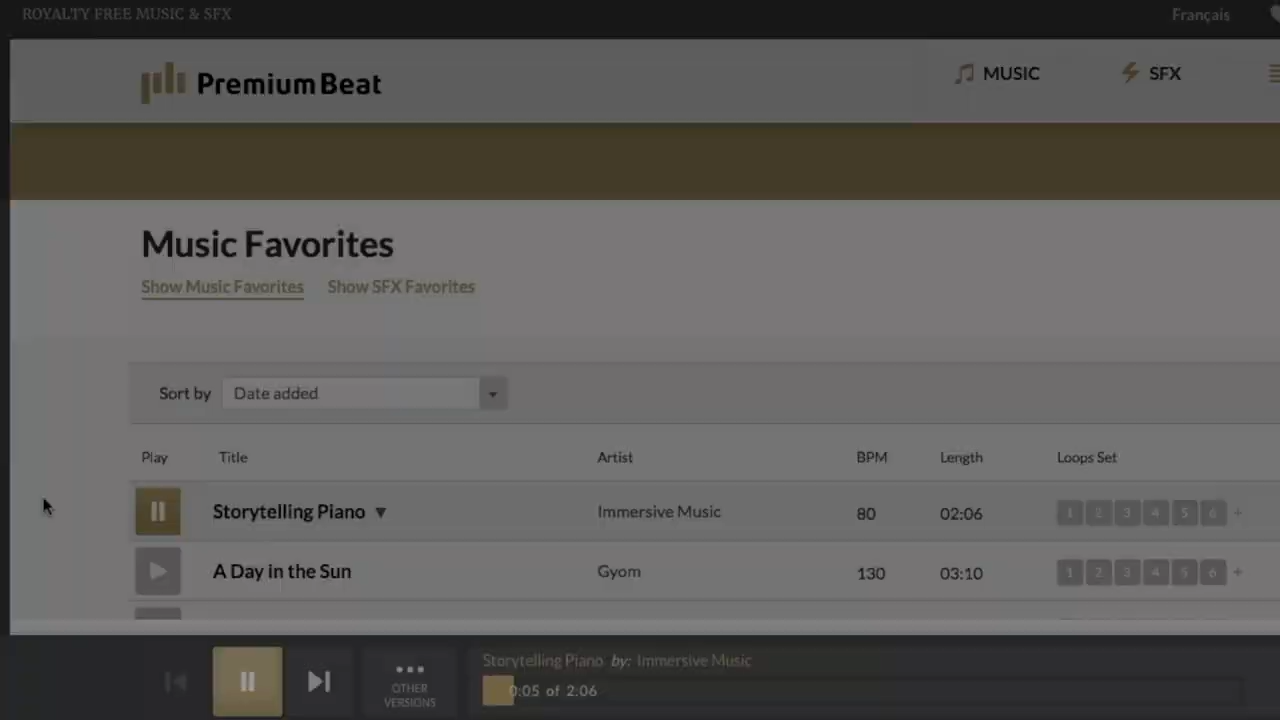 ROYALTY FREE MUSIC & SFX Français
PremiumBeat MUSIC SFX
Music Favorites
Show Music Favorites Show SFX Favorites
Sort by Date added
Play Title Artist BPM Length Loops Set
Storytelling Piano ▼ Immersive Music 80 02:06 1 2 3 4 5 6 +
A Day in the Sun Gyom 130 03:10 1 2 3 4 5 6 +
Storytelling Piano by: Immersive Music
0:05 of 2.06
OTHER
VERSIONS